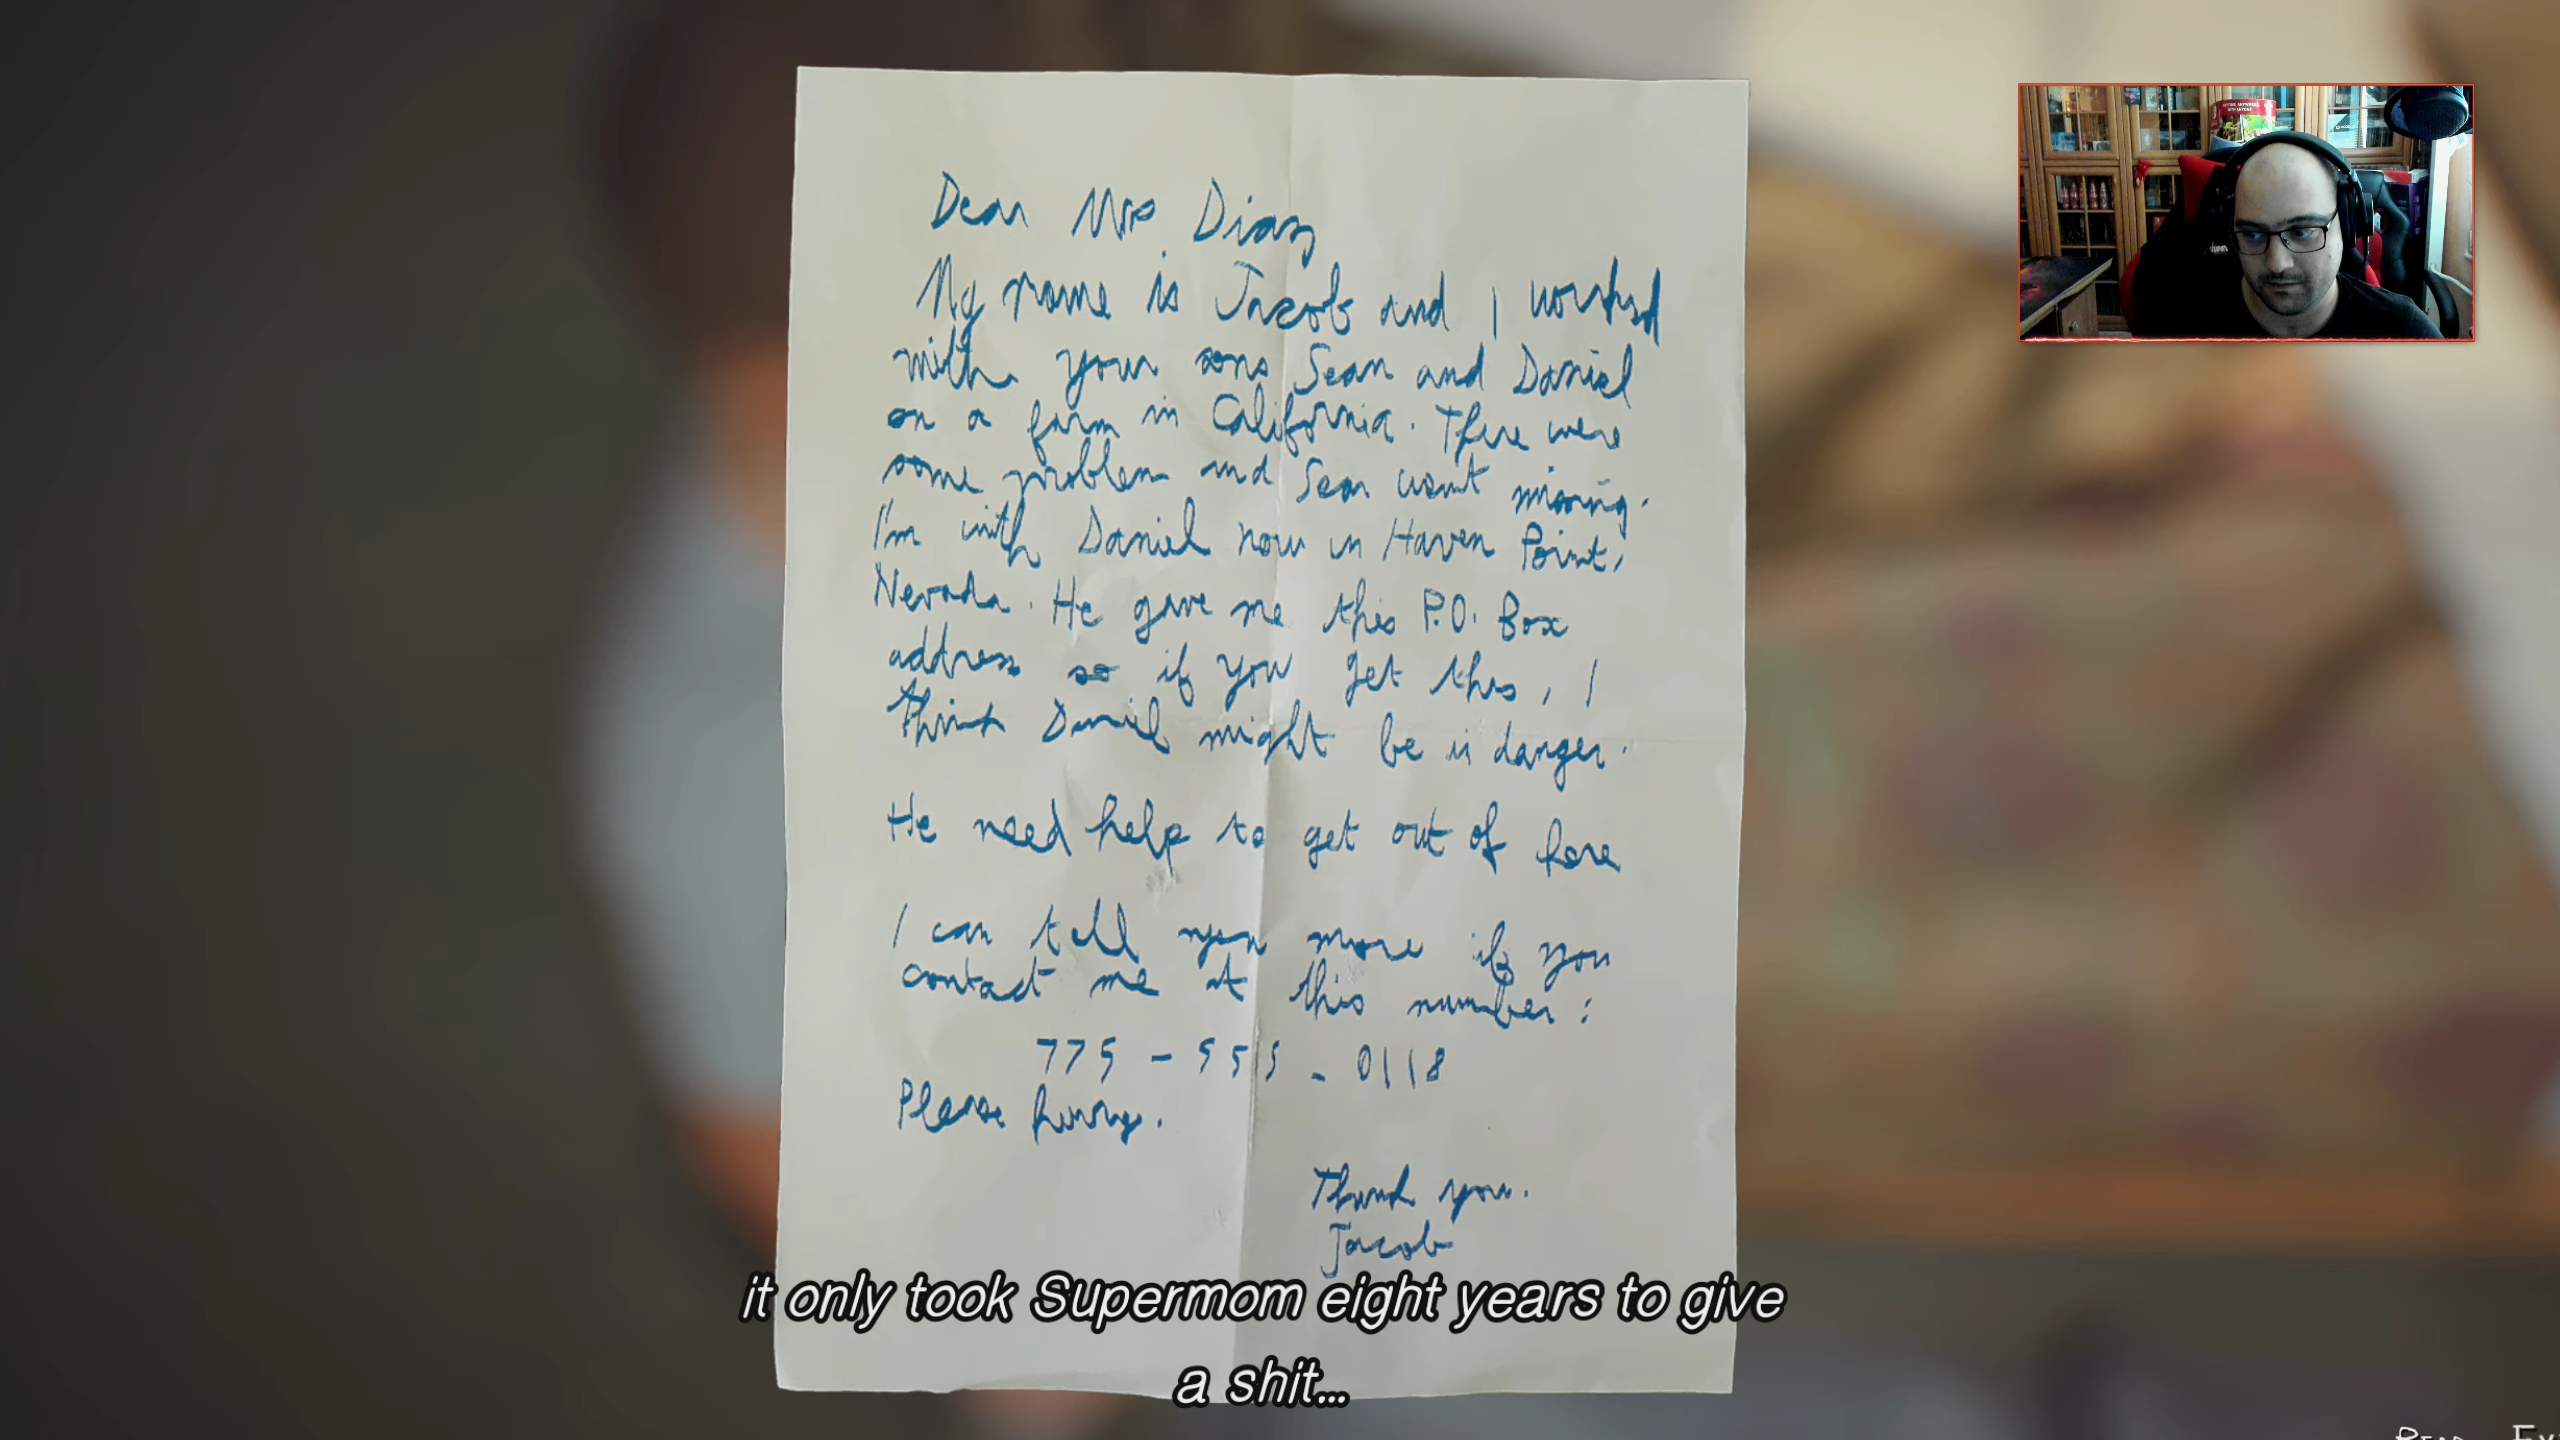 Dear Mrs Diaz
My name is Jacob and I worked
with your sons Sean and Daniel
on a farm in California. There were
some problem and Sean went missing.
I'm with Daniel now in Haven Point,
Nevada. He gave me this P.O. Box
address so if you get this, I
think Daniel might be in danger.
He need help to get out of here
I can tell you more if you
contact me at this number:
775-555-0118
Please hurry.
Thank you.
Jacob
it only took Supermom eight years to give
a shit...